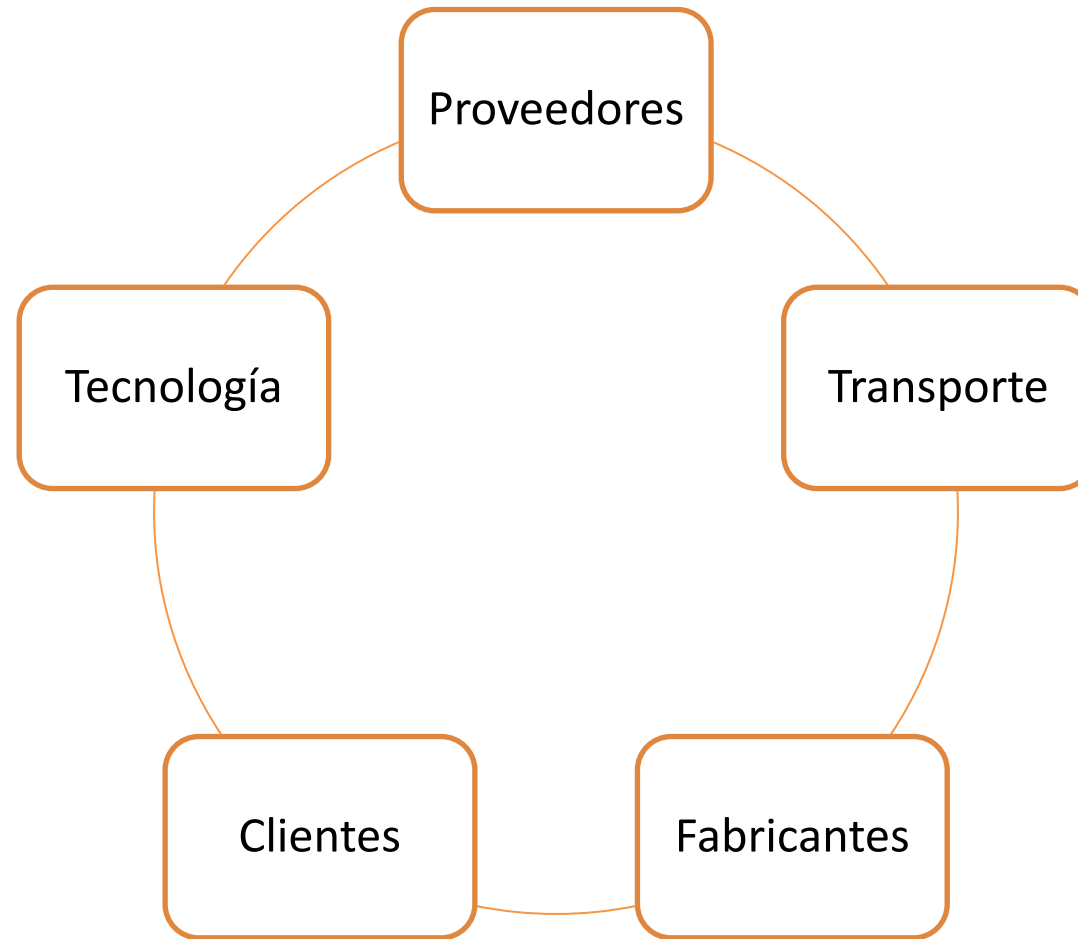 Proveedores
Tecnología
Transporte
Clientes
Fabricantes